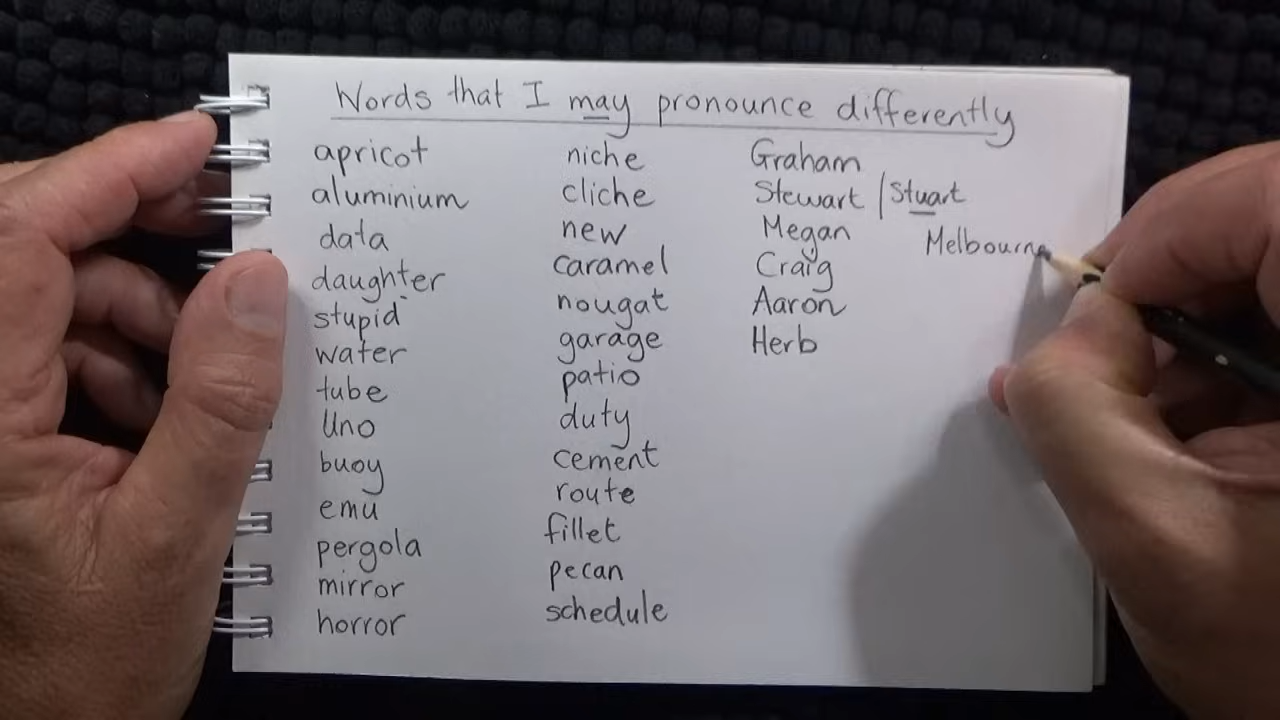 Words that I may pronounce differently
apricot
aluminium
data
daughter
stupid
water
tube
Uno
buoy
emu
pergola
mirror
horror
niche
cliche
new
caramel
nougat
garage
patio
duty
cement
route
fillet
pecan
schedule
Graham
Stewart / Stuart
Megan
Craig
Aaron
Herb
Melbourne